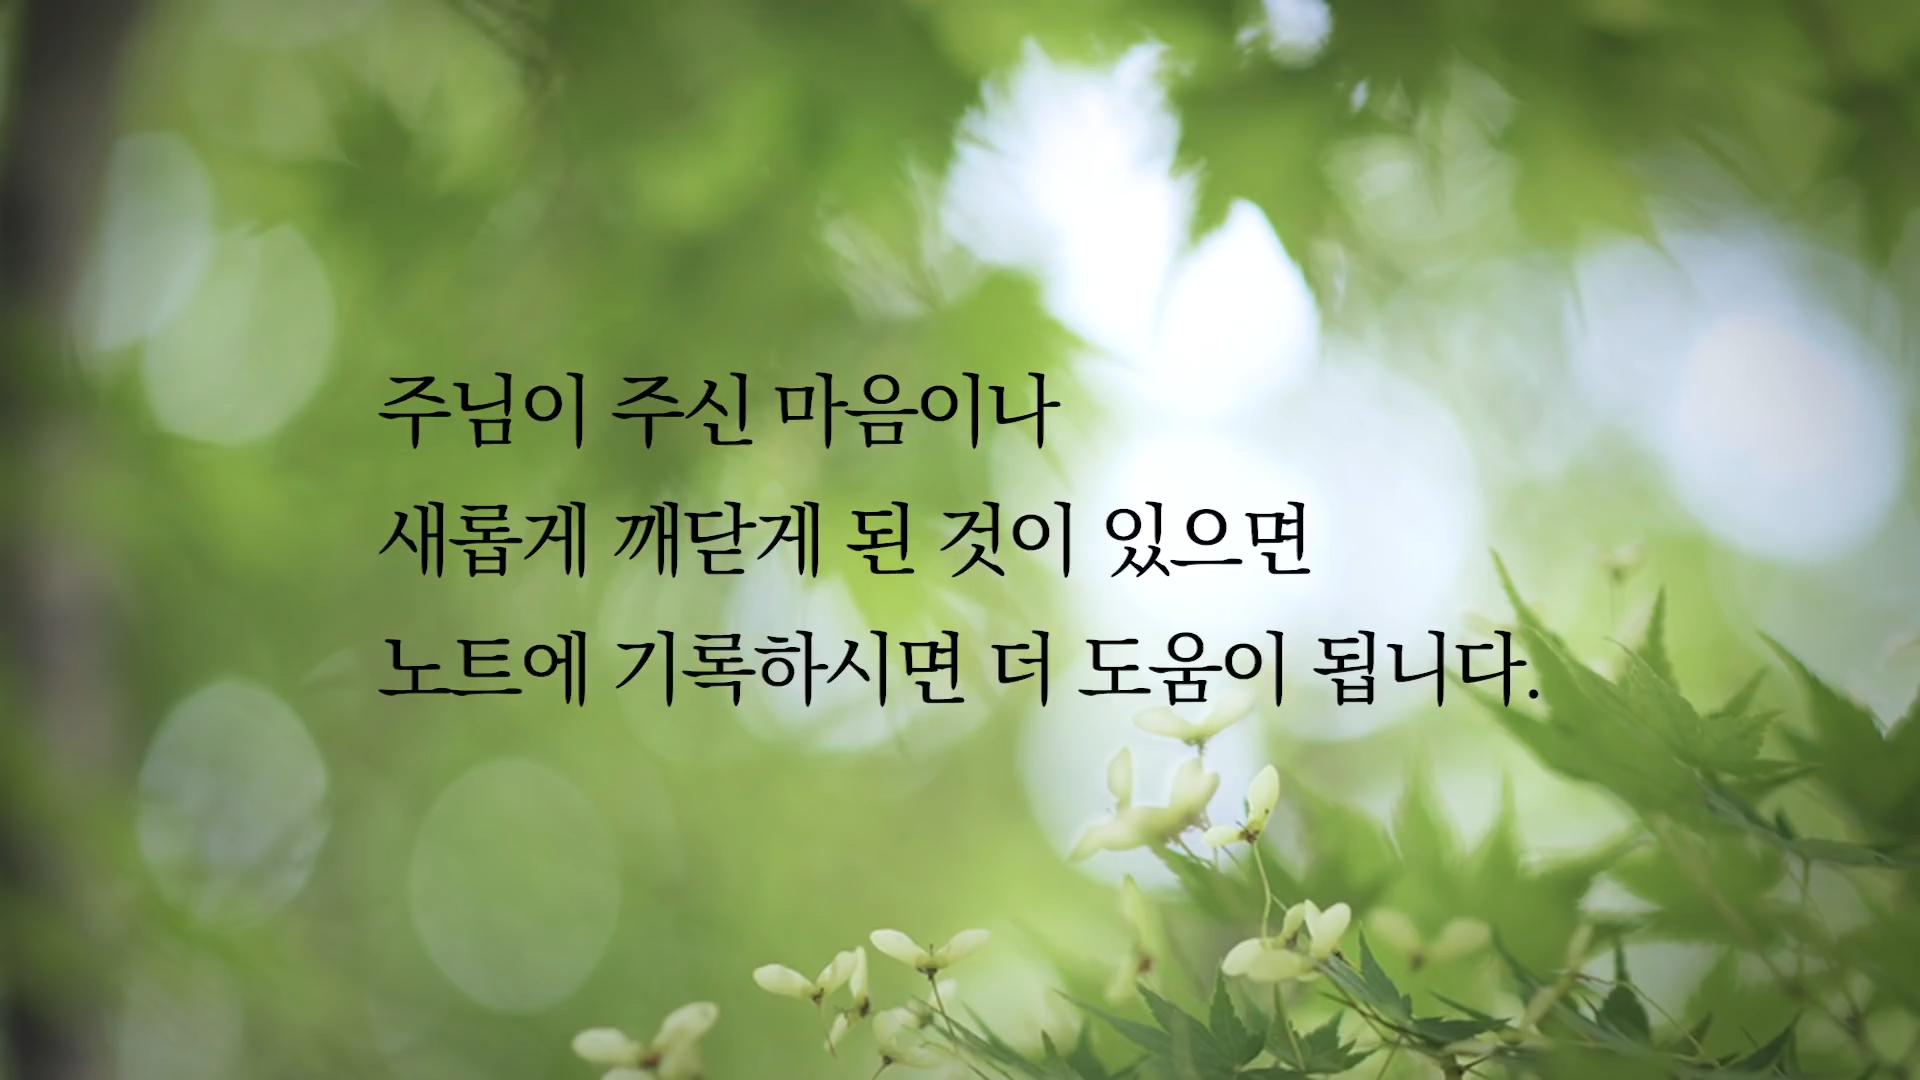 주님이 주신 마음이나
새롭게 깨닫게 된 것이 있으면
노트에 기록하시면 더 도움이 됩니다.